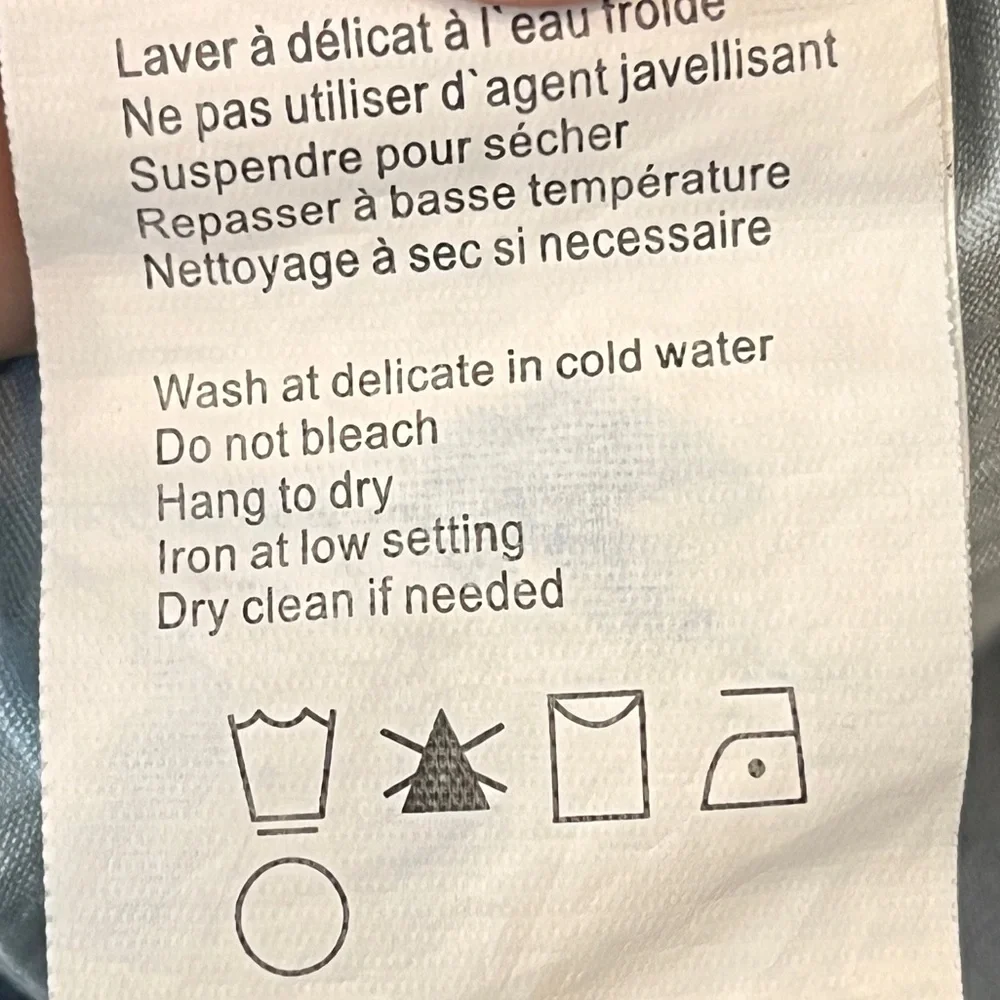 Laver à délicat à l`eau froide
Ne pas utiliser d`agent javellisant
Suspendre pour sécher
Repasser à basse température
Nettoyage à sec si necessaire
Wash at delicate in cold water
Do not bleach
Hang to dry
Iron at low setting
Dry clean if needed